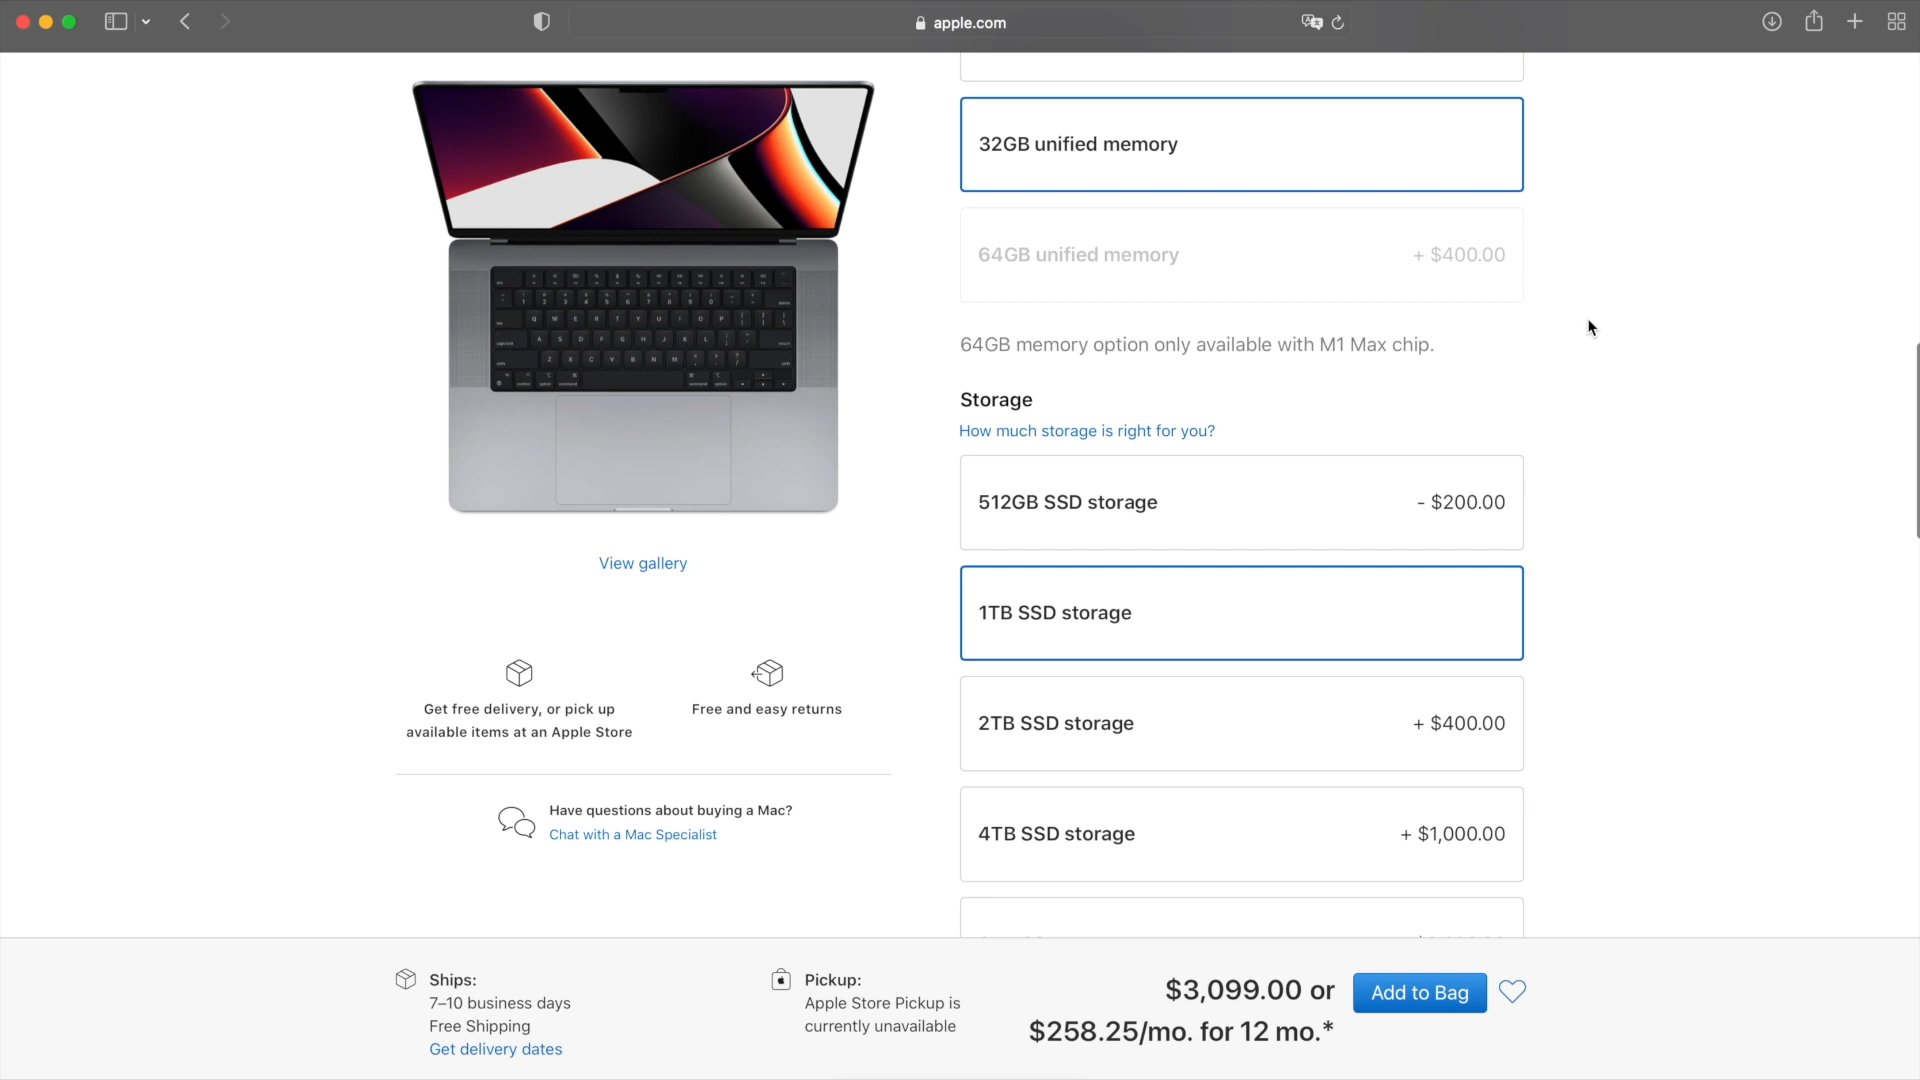 apple.com
32GB unified memory
64GB unified memory + $400.00
64GB memory option only available with M1 Max chip.
Storage
How much storage is right for you?
512GB SSD storage - $200.00
1TB SSD storage
2TB SSD storage + $400.00
4TB SSD storage + $1,000.00
View gallery
Get free delivery, or pick up
available items at an Apple Store
Free and easy returns
Have questions about buying a Mac?
Chat with a Mac Specialist
Ships:
7–10 business days
Free Shipping
Get delivery dates
Pickup:
Apple Store Pickup is
currently unavailable
$3,099.00 or
$258.25/mo. for 12 mo.*
Add to Bag